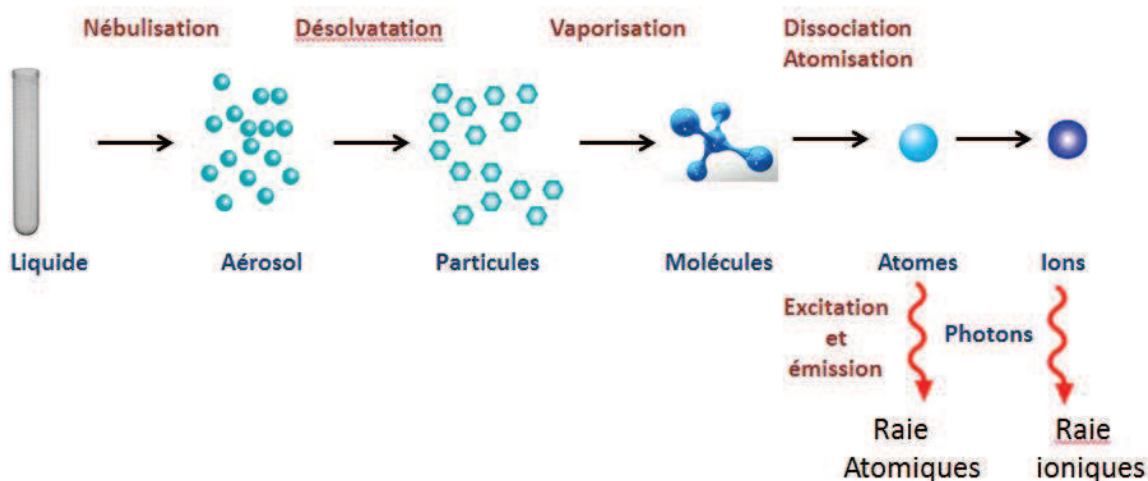 Nébulisation
Désolvatation
Vaporisation
Dissociation
Atomisation
Liquide
Aérosol
Particules
Molécules
Atomes
Ions
Excitation
et
émission
Photons
Raie
Atomiques
Raie
ioniques